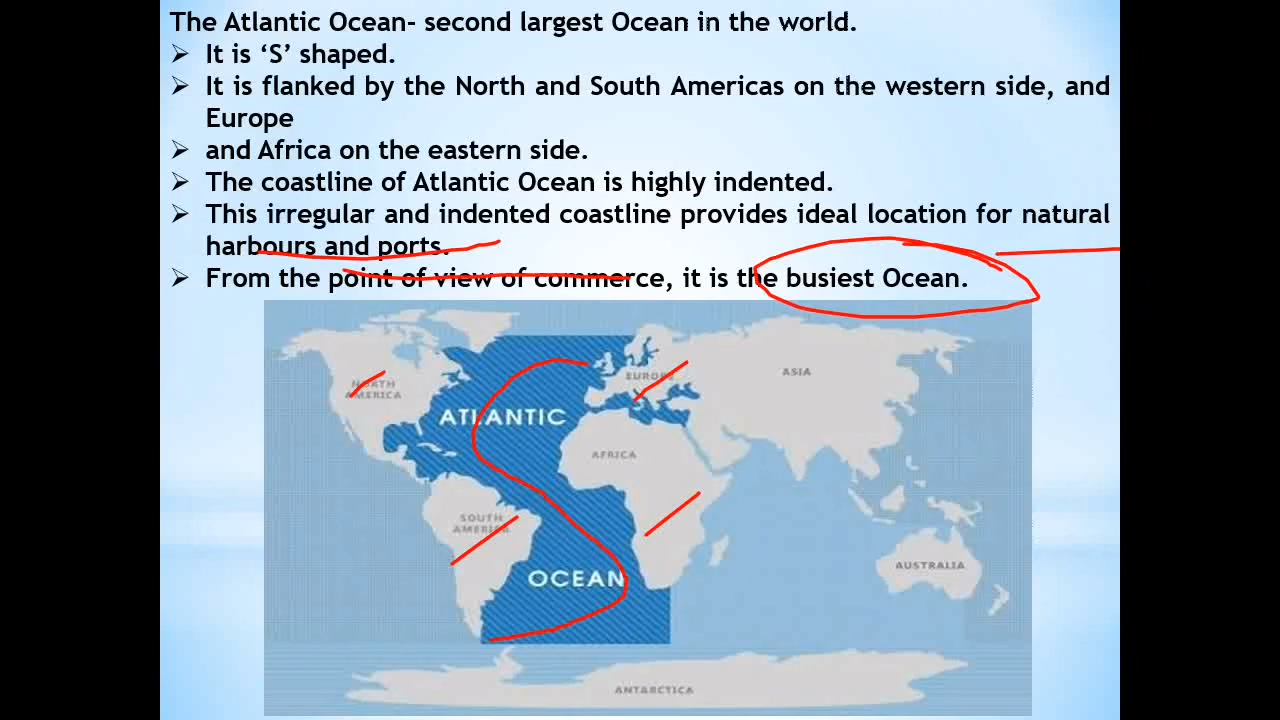 The Atlantic Ocean- second largest Ocean in the world.
➢ It is ‘S’ shaped.
➢ It is flanked by the North and South Americas on the western side, and
Europe
➢ and Africa on the eastern side.
➢ The coastline of Atlantic Ocean is highly indented.
➢ This irregular and indented coastline provides ideal location for natural
harbours and ports.
➢ From the point of view of commerce, it is the busiest Ocean.
NORTH
AMERICA
EUROPE
ASIA
ATLANTIC
AFRICA
SOUTH
AMERICA
OCEAN
AUSTRALIA
ANTARCTICA